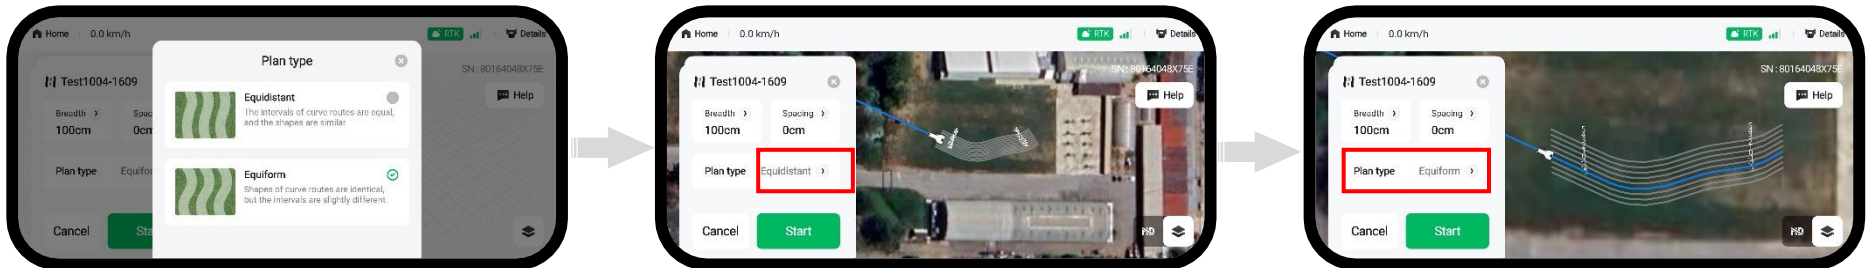 Home 0.0 km/h RTK Details
Plan type
Test1004-1609
SN : 80164048X75E
Equidistant
The intervals of curve routes are equal,
and the shapes are similar
Help
Breadth
100cm 0cm
Plan type
Equiform
Shapes of curve routes are identical,
but the intervals are slightly different
Cancel
Home 0.0 km/h RTK Details
Test1004-1609
SN : 80164048X75E
Help
Breadth Spacing
100cm 0cm
Plan type Equidistant
Cancel Start
Home 0.0 km/h RTK Details
Test1004-1609
SN : 80164048X75E
Help
Breadth Spacing
100cm 0cm
Plan type Equiform
Cancel Start